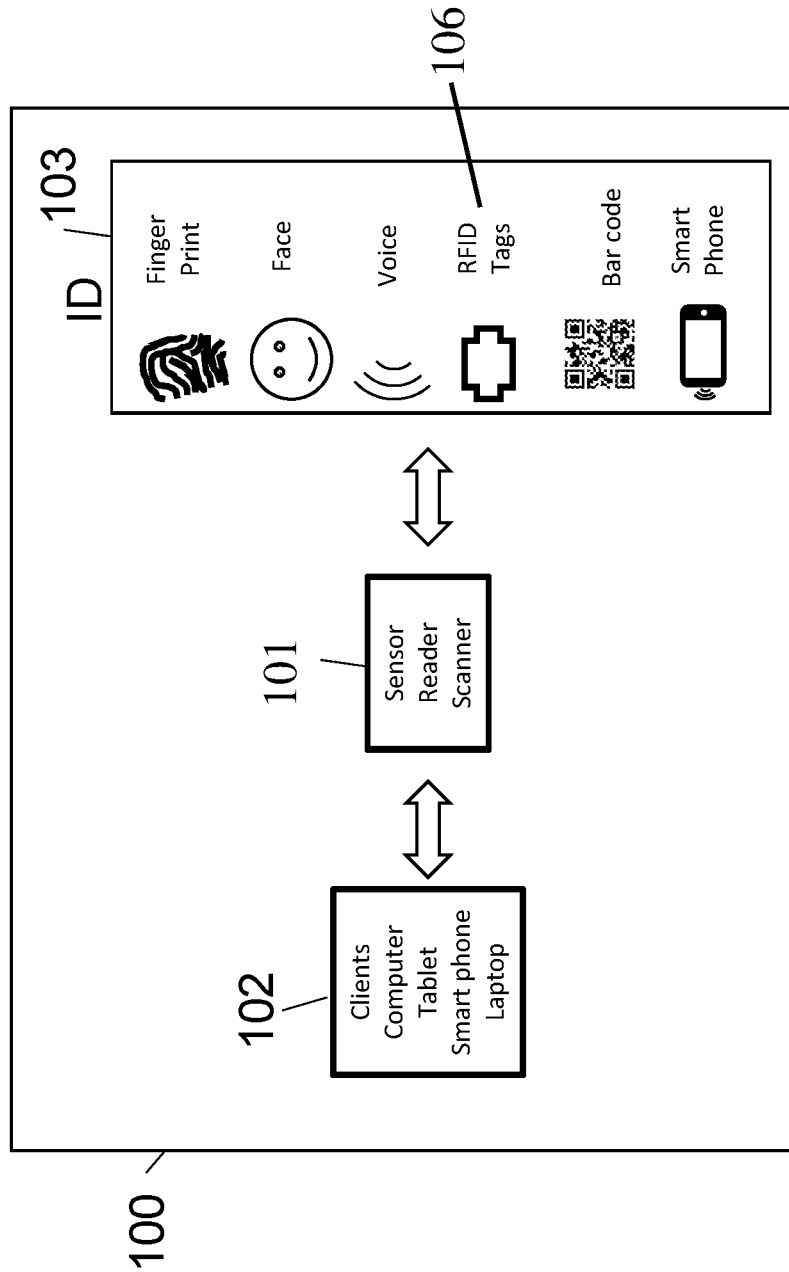 100
102
Clients
Computer
Tablet
Smart phone
Laptop
101
Sensor
Reader
Scanner
ID
103
Finger
Print
Face
Voice
RFID
Tags
106
Bar code
Smart
Phone